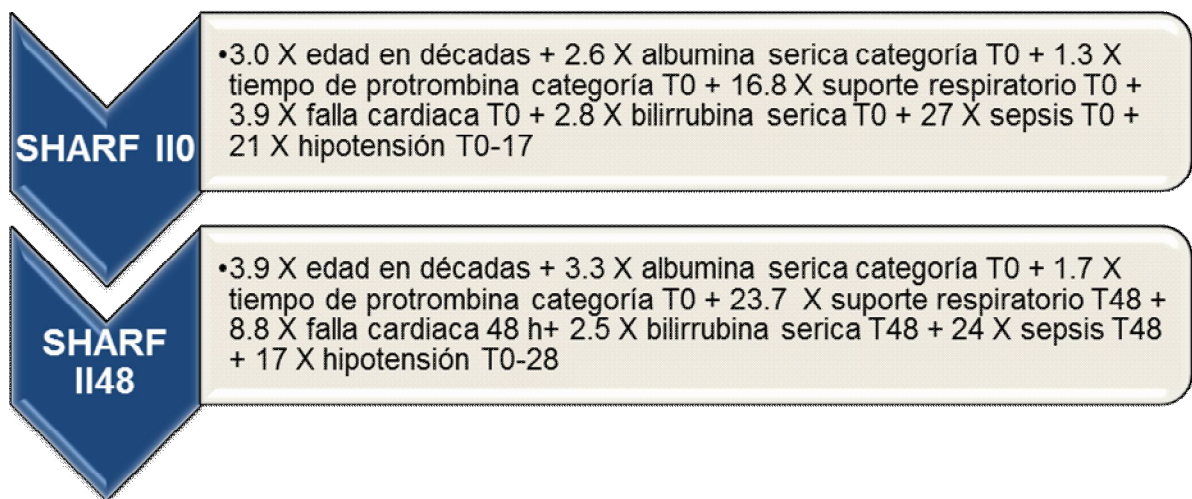 SHARF II0
•3.0 X edad en décadas + 2.6 X albumina serica categoría T0 + 1.3 X
tiempo de protrombina categoría T0 + 16.8 X suporte respiratorio T0 +
3.9 X falla cardiaca T0 + 2.8 X bilirrubina serica T0 + 27 X sepsis T0 +
21 X hipotensión T0-17
SHARF
II48
•3.9 X edad en décadas + 3.3 X albumina serica categoría T0 + 1.7 X
tiempo de protrombina categoría T0 + 23.7 X suporte respiratorio T48 +
8.8 X falla cardiaca 48 h+ 2.5 X bilirrubina serica T48 + 24 X sepsis T48
+ 17 X hipotensión T0-28